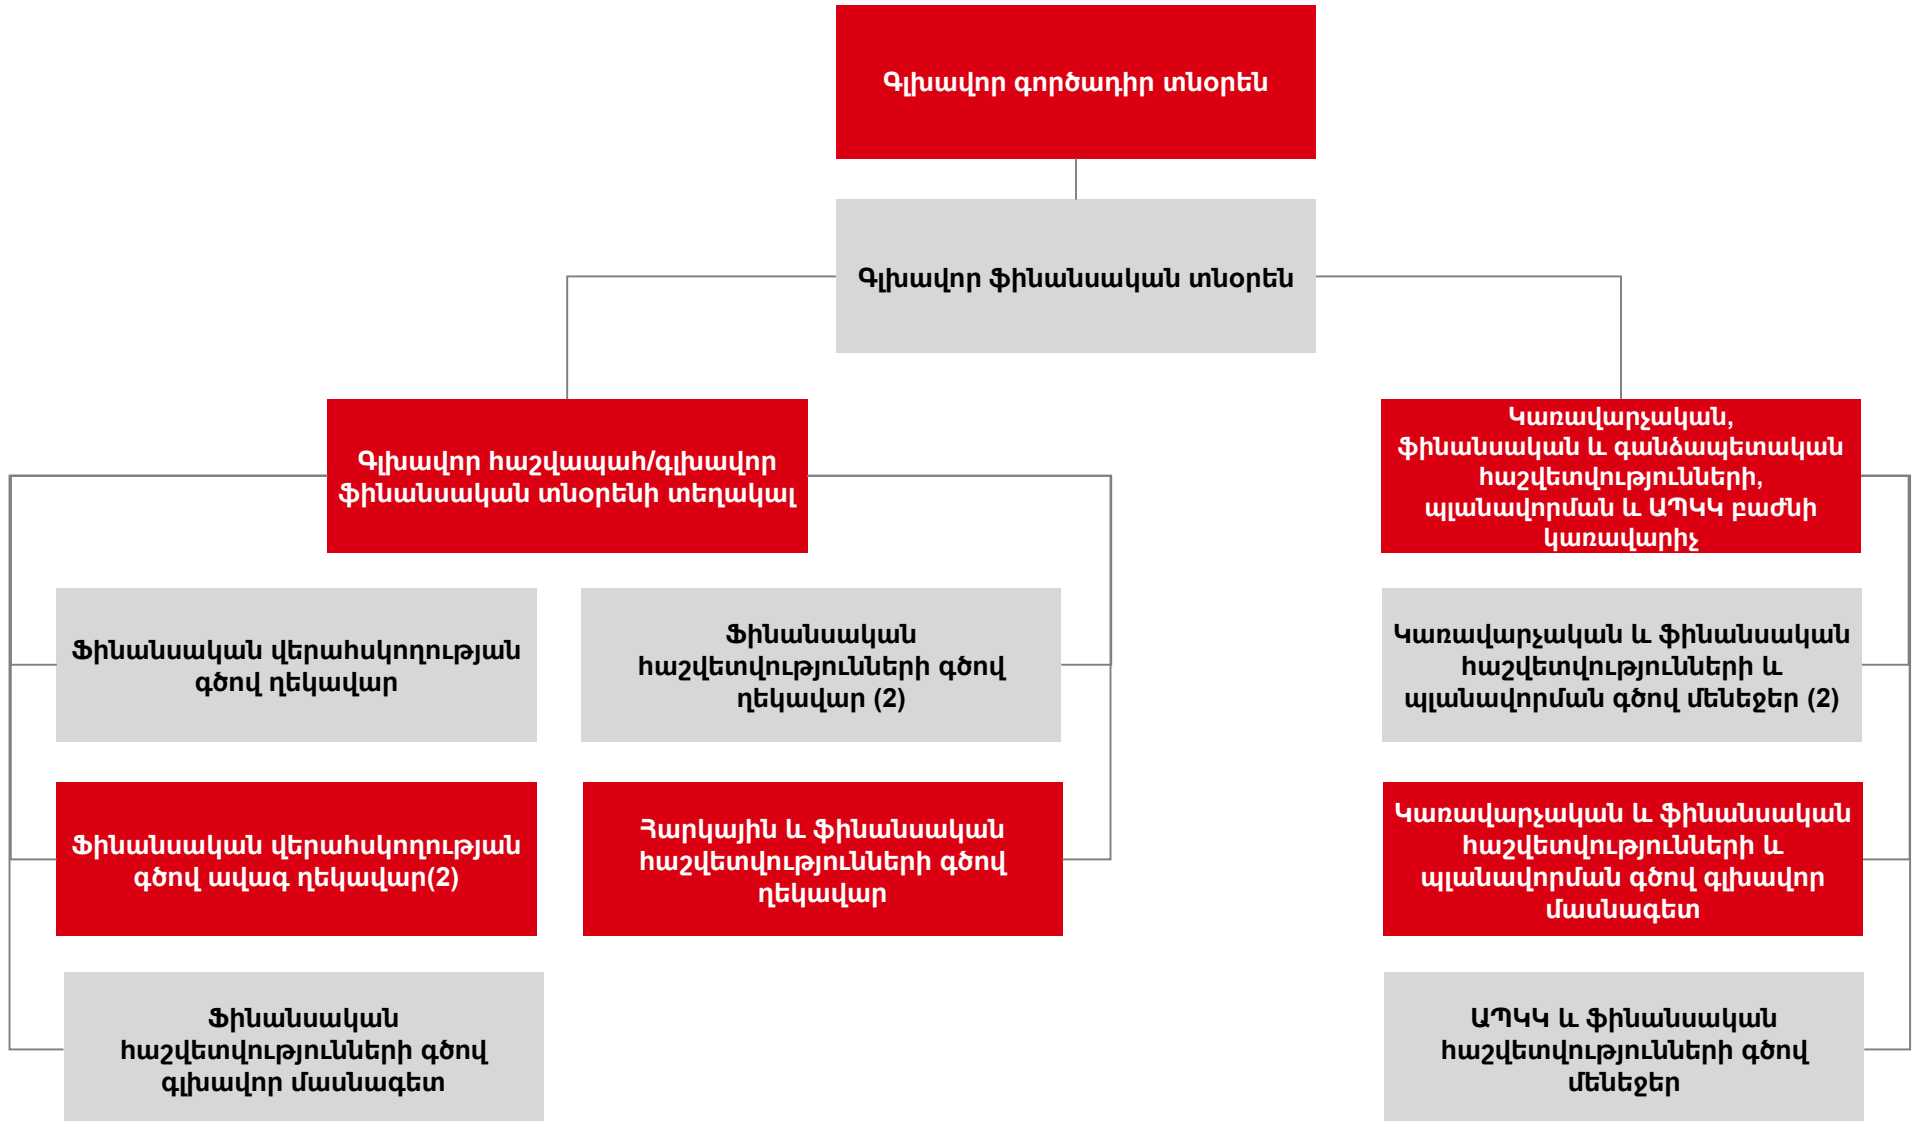 Գլխավոր գործադիր տնօրեն
Գլխավոր ֆինանսական տնօրեն
Գլխավոր հաշվապահ/գլխավոր
ֆինանսական տնօրենի տեղակալ
Կառավարչական,
ֆինանսական և գանձապետական
հաշվետվությունների,
պլանավորման և ԱՊԿԿ բաժնի
կառավարիչ
Ֆինանսական վերահսկողության
գծով ղեկավար
Ֆինանսական
հաշվետվությունների գծով
ղեկավար (2)
Կառավարչական և ֆինանսական
հաշվետվությունների և
պլանավորման գծով մենեջեր (2)
Ֆինանսական վերահսկողության
գծով ավագ ղեկավար(2)
Հարկային և ֆինանսական
հաշվետվությունների գծով
ղեկավար
Կառավարչական և ֆինանսական
հաշվետվությունների և
պլանավորման գծով գլխավոր
մասնագետ
Ֆինանսական
հաշվետվությունների գծով
գլխավոր մասնագետ
ԱՊԿԿ և ֆինանսական
հաշվետվությունների գծով
մենեջեր